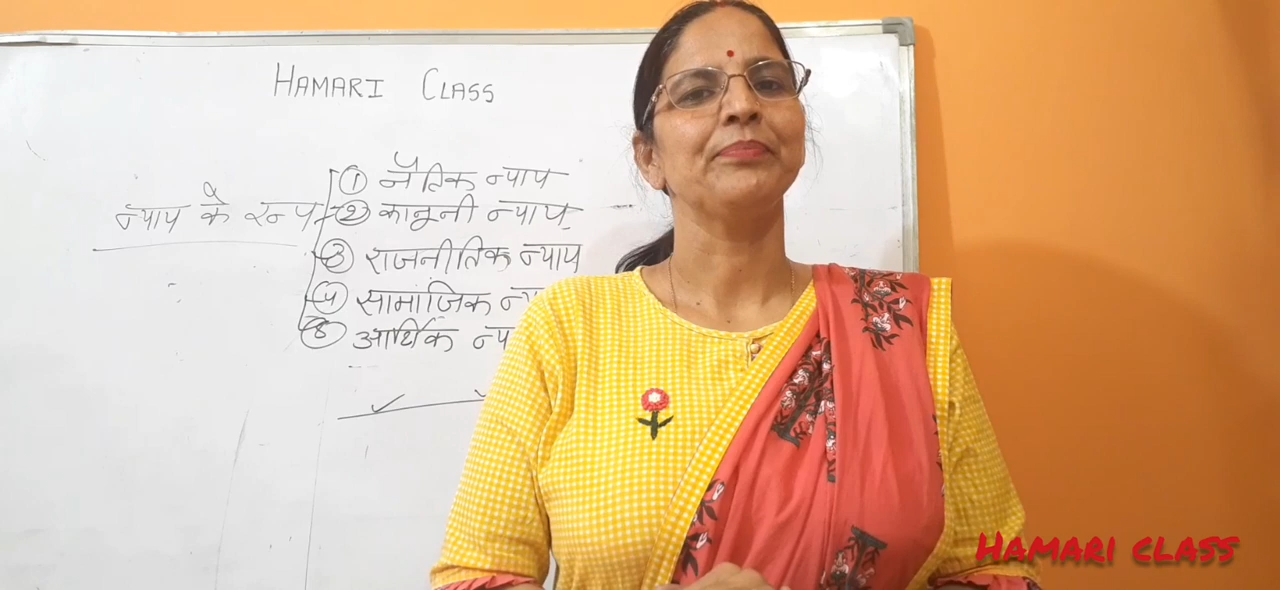 HAMARI CLASS
न्याय के रूप
① नैतिक न्याय
② कानूनी न्याय
③ राजनीतिक न्याय
④ सामाजिक
⑤ आर्थिक
HAMARI CLASS